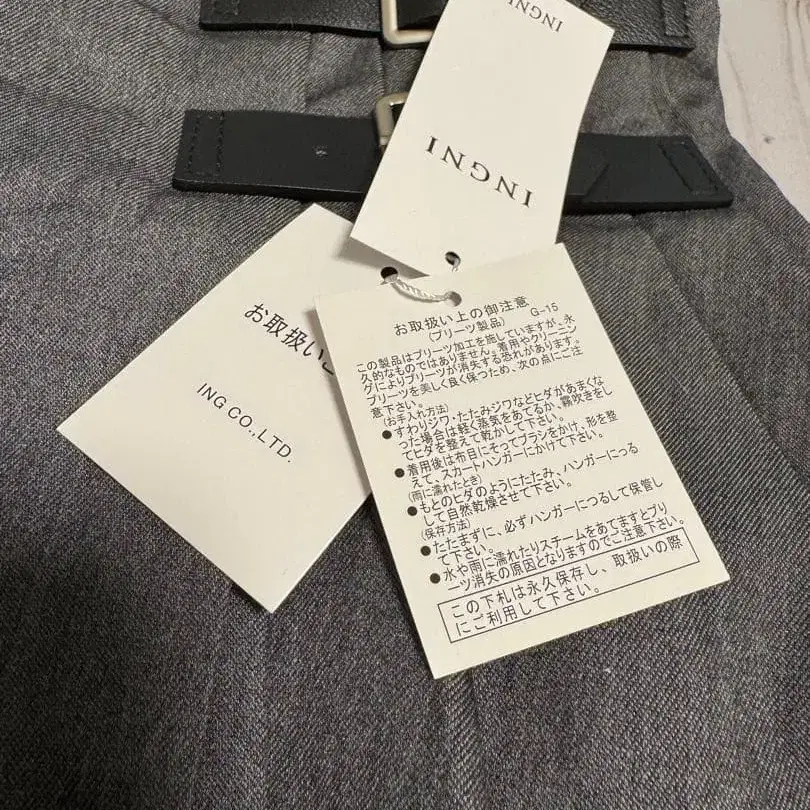 INGNI
INGNI
お取扱い
ING CO.,LTD.
お取扱い上の御注意
(プリーツ製品) G-15
この製品はプリーツ加工を施していますが、永
久的なものではありません。着用やクリーニン
グによりプリーツが消失する恐れがあります。
プリーツを美しく良く保つため、次の点にご注
意下さい。
(お手入れ方法)
●すわりジワ・たたみジワなどヒダがあまくな
った場合は軽く蒸気をあてるか、霧吹きをし
てヒダを整えて乾かして下さい。
●着用後は布目にそってブラシをかけ、形を整
えて、スカートハンガーにかけて下さい。
(雨に濡れたとき)
●もとのヒダのようにたたみ、ハンガーにつる
して自然乾燥させて下さい。
(保存方法)
●たたまずに、必ずハンガーにつるして保管し
て下さい。
●水や雨に濡れたりスチームをあてますとプリ
ーツ消失の原因となりますのでご注意下さい。
この下札は永久保存し、取扱いの際
にご利用して下さい。